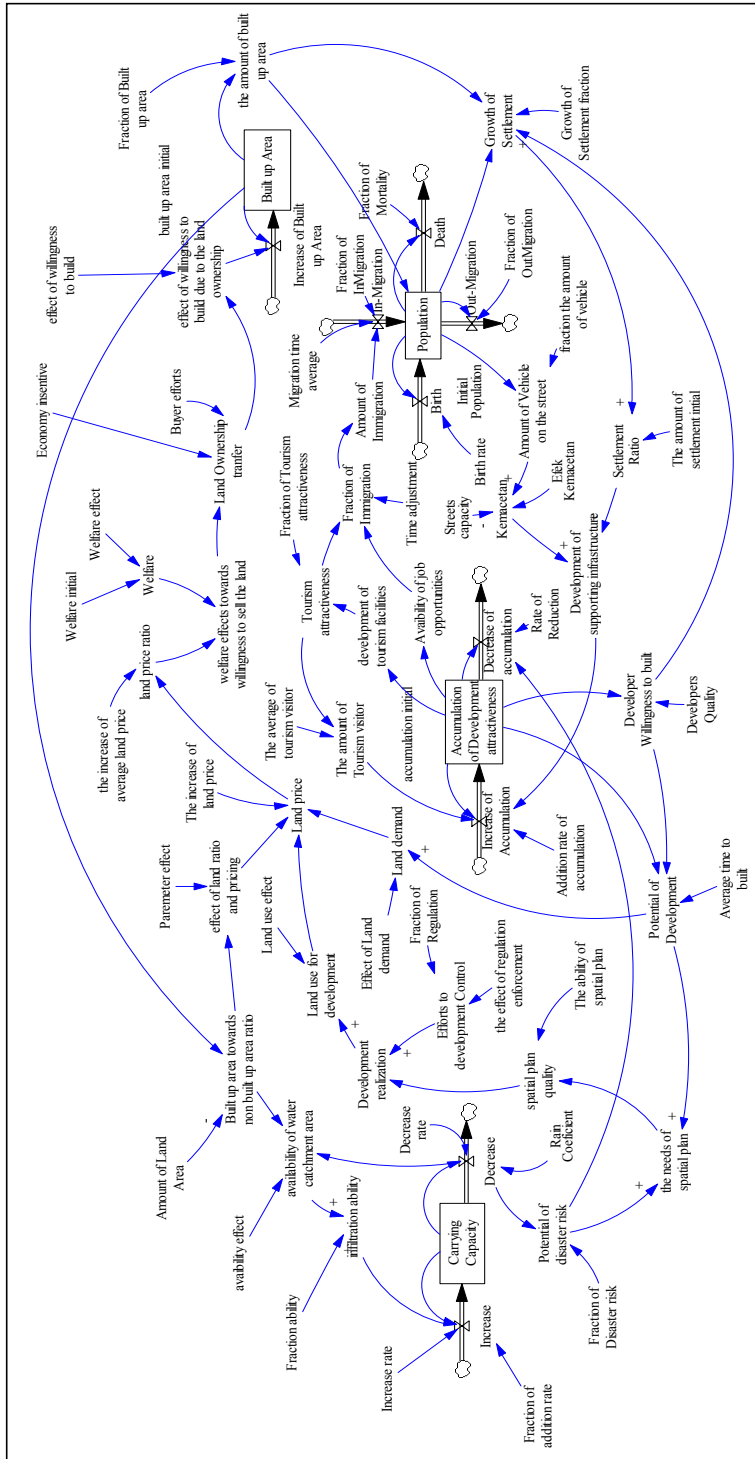 effect of willingness
to build
Fraction of Built
up area
the amount of built
up area
built up area initial
effect of willingness to
build due to the land
ownership
Built up Area
Increase of Built
up Area
Economy insentive
Buyer efforts
Land Ownership
tranfer
Welfare effect
Welfare initial
Welfare
welfare effects towards
willingness to sell the land
land price ratio
the increase of
average land price
The increase of
land price
Land price
Paremeter effect
effect of land ratio
and pricing
Land use effect
Land use for
development
Built up area towards
non built up area ratio
-
Amount of Land
Area
availability of water
catchment area
avaibility effect
+
infiltration ability
Fraction ability
Fraction of
Mortality
Death
Fraction of
InMigration
In-Migration
Migration time
average
Population
Out-Migration
Fraction of
OutMigration
Birth
Birth rate
Initial
Population
Amount of
Immigration
Fraction of
Immigration
Time adjustment
Fraction of Tourism
attractiveness
Tourism
attractiveness
development of
tourism facilities
Avaibility of job
opportunities
The average of
tourism visitor
The amount of
Tourism visitor
accumulation initial
Growth of
Settlement
+
Growth of
Settlement fraction
Amount of Vehicle
on the street
fraction the amount
of vehicle
Streets
capacity
-
+
Kemacetan
Efek
Kemacetan
+
Settlement
Ratio
The amount of
settlement intial
+
Development of
supporting infrastructure
Accumulation
of Development
attractiveness
Decrease of
accumulation
Rate of
Reduction
Increase of
Accumulation
Addition rate of
accumulation
Developer
Willingness to built
Developers
Quality
Land demand
+
Effect of Land
demand
Fraction of
Regulation
Efforts to
development Control
the effect of regulation
enforcement
+
+
Development
realization
spatial plan
quality
The ability of
spatial plan
Potential of
Development
Average time to
built
+
+
the needs of
spatial plan
Decrease
rate
Decrease
Rain
Coeficient
Carrying
Capacity
Potential of
disaster risk
Fraction of
Disaster risk
Increase rate
Increase
Fraction of
addition rate